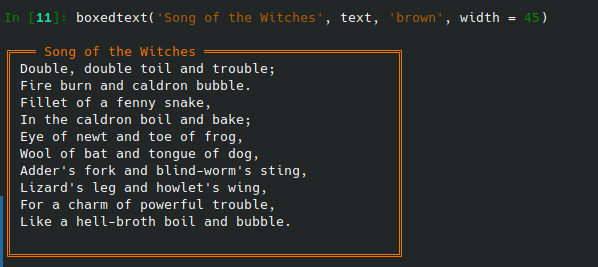 In [11]: boxedtext('Song of the Witches', text, 'brown', width = 45)
Song of the Witches
Double, double toil and trouble;
Fire burn and caldron bubble.
Fillet of a fenny snake,
In the caldron boil and bake;
Eye of newt and toe of frog,
Wool of bat and tongue of dog,
Adder's fork and blind-worm's sting,
Lizard's leg and howlet's wing,
For a charm of powerful trouble,
Like a hell-broth boil and bubble.